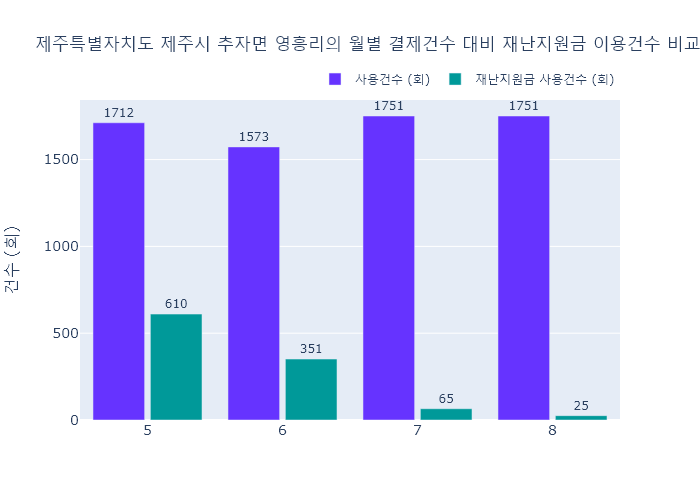 제주특별자치도 제주시 추자면 영흥리의 월별 결제건수 대비 재난지원금 이용건수 비교
사용건수 (회) 재난지원금 사용건수 (회)
1712 1573 1751 1751
610 351 65 25
1500
1000
500
0
건수 (회)
5 6 7 8